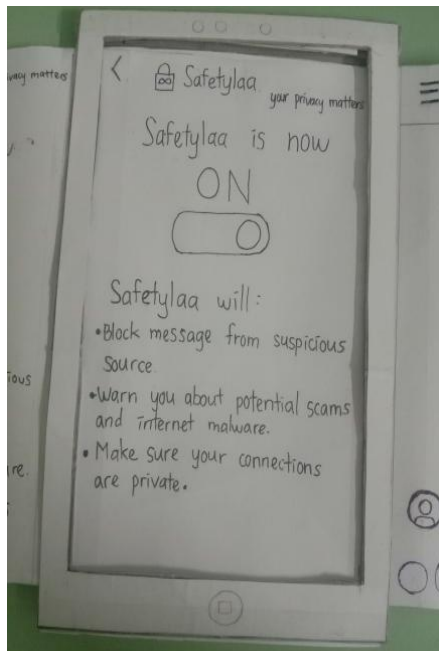 ivacy matters
< Safetylaa
your privacy matters
Safetylaa is now
ON
Safetylaa will:
•Block message from suspicious
source.
•Warn you about potential scams
and internet malware.
• Make sure your connections
are private.
ious
re.